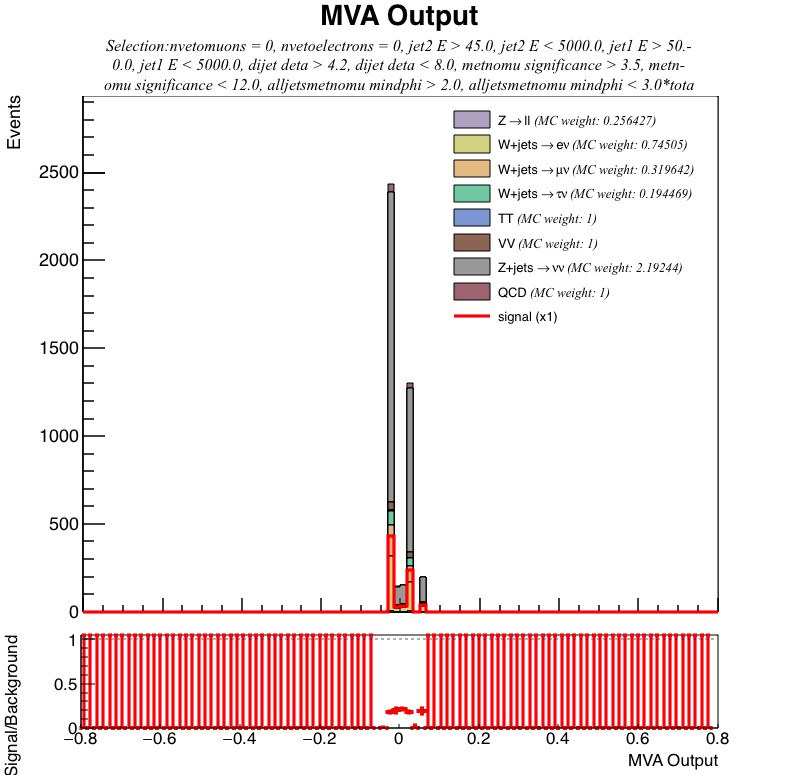 MVA Output
Selection:nvetomuons = 0, nvetoelectrons = 0, jet2 E > 45.0, jet2 E < 5000.0, jet1 E > 50.-
0.0, jet1 E < 5000.0, dijet deta > 4.2, dijet deta < 8.0, metnomu significance > 3.5, metn-
omu significance < 12.0, alljetsmetnomu mindphi > 2.0, alljetsmetnomu mindphi < 3.0*tota
Events
2500
2000
1500
1000
500
0
Z→ll (MC weight: 0.256427)
W+jets→eν (MC weight: 0.74505)
W+jets→μν (MC weight: 0.319642)
W+jets→τν (MC weight: 0.194469)
TT (MC weight: 1)
VV (MC weight: 1)
Z+jets→νν (MC weight: 2.19244)
QCD (MC weight: 1)
signal (x1)
Signal/Background
1
0.5
0
−0.8 −0.6 −0.4 −0.2 0 0.2 0.4 0.6 0.8
MVA Output